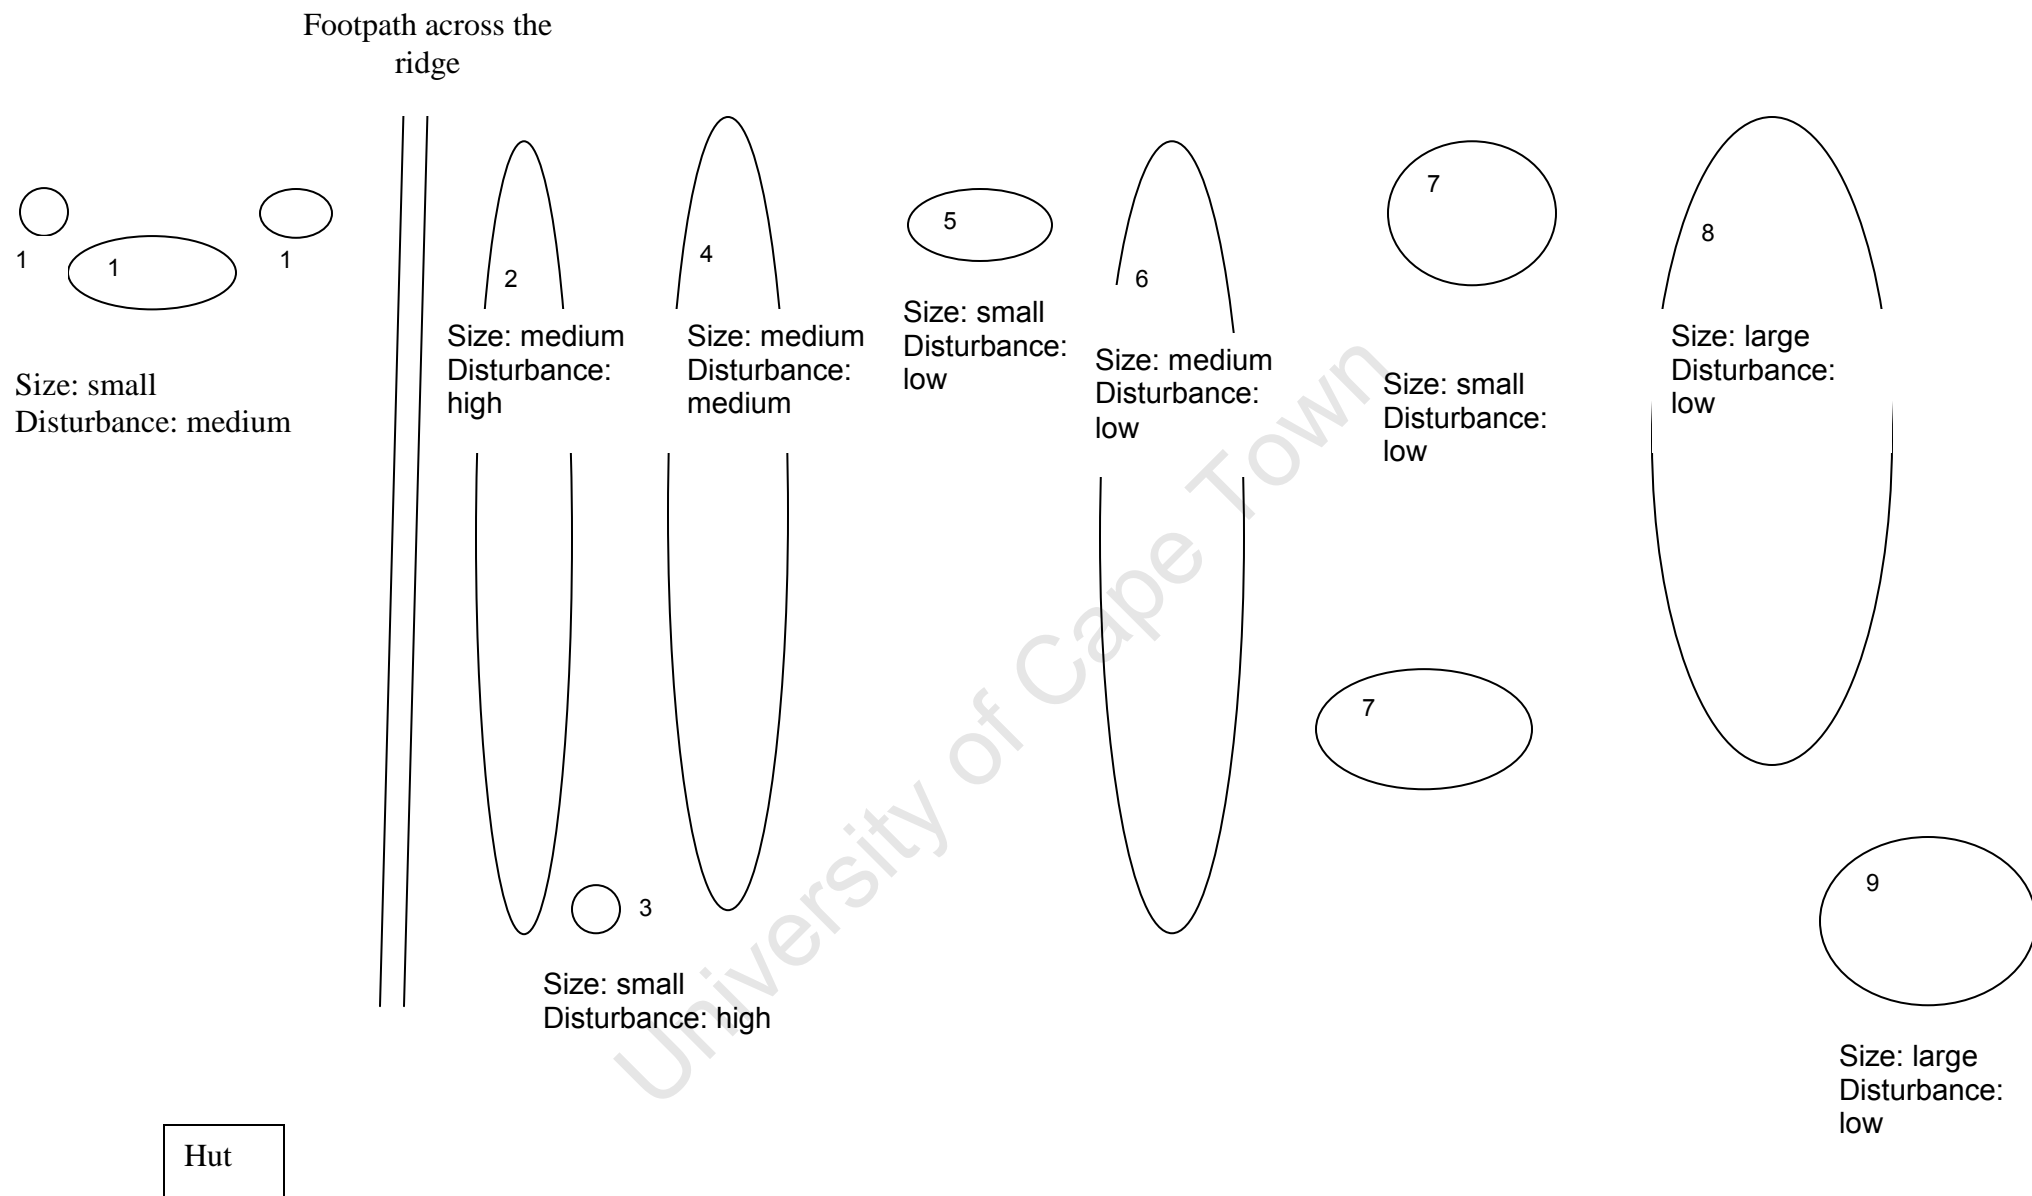 Footpath across the
ridge
1
1
1
Size: small
Disturbance: medium
2
Size: medium
Disturbance:
high
3
Size: small
Disturbance: high
4
Size: medium
Disturbance:
medium
5
Size: small
Disturbance:
low
6
Size: medium
Disturbance:
low
7
Size: small
Disturbance:
low
7
8
Size: large
Disturbance:
low
9
Size: large
Disturbance:
low
Hut
University of Cape Town